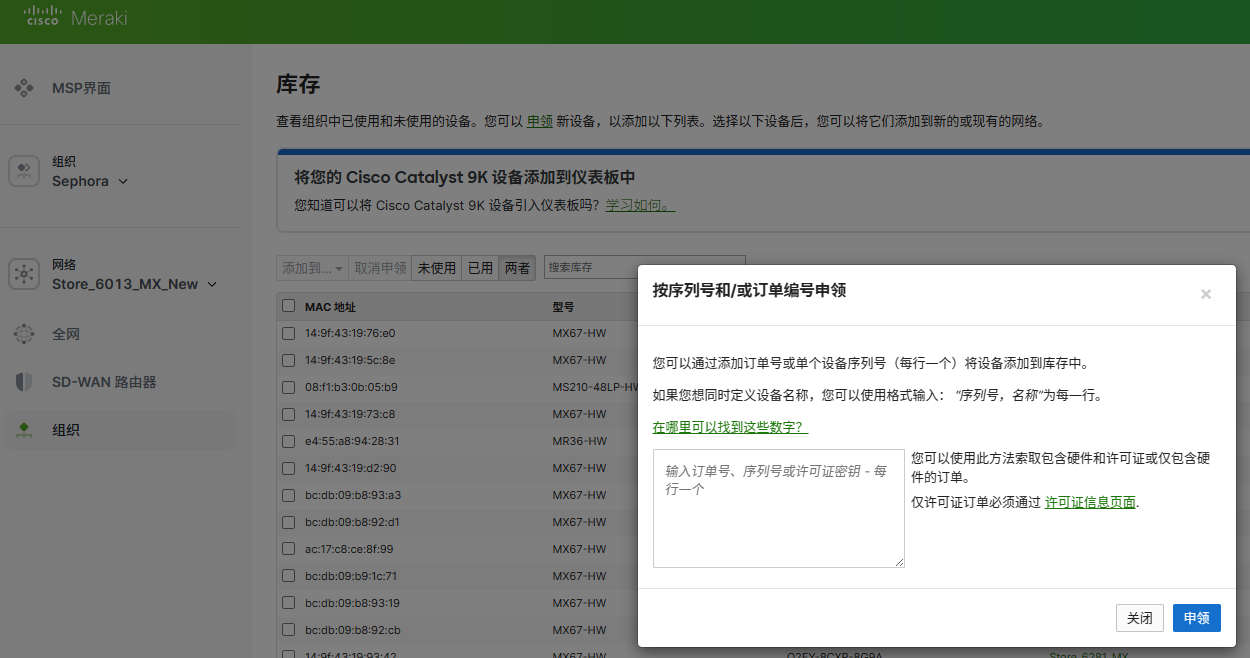 CISCO Meraki
MSP界面
组织
Sephora
网络
Store_6013_MX_New
全网
SD-WAN 路由器
组织
库存
查看组织中已使用和未使用的设备。您可以 申领 新设备，以添加以下列表。选择以下设备后，您可以将它们添加到新的或现有的网络。
将您的 Cisco Catalyst 9K 设备添加到仪表板中
您知道可以将 Cisco Catalyst 9K 设备引入仪表板吗？学习如何。
添加到... 取消申领 未使用 已用 两者 搜索库存
MAC 地址 型号
14:9f:43:19:76:e0 MX67-HW
14:9f:43:19:5c:8e MX67-HW
08:f1:b3:0b:05:b9 MS210-48LP-HW
14:9f:43:19:73:c8 MX67-HW
e4:55:a8:94:28:31 MR36-HW
14:9f:43:19:d2:90 MX67-HW
bc:db:09:b8:93:a3 MX67-HW
bc:db:09:b8:92:d1 MX67-HW
ac:17:c8:ce:8f:99 MX67-HW
bc:db:09:b9:1c:71 MX67-HW
bc:db:09:b8:93:19 MX67-HW
bc:db:09:b8:92:cb MX67-HW
14:9f:43:19:93:42 MX67-HW Q2FY-8CXP-8G9A Store_6281_MX
按序列号和/或订单编号申领
×
您可以通过添加订单号或单个设备序列号（每行一个）将设备添加到库存中。
如果您想同时定义设备名称，您可以使用格式输入： “序列号，名称”为每一行。
在哪里可以找到这些数字？
输入订单号、序列号或许可证密钥 - 每
行一个
您可以使用此方法索取包含硬件和许可证或仅包含硬
件的订单。
仅许可证订单必须通过 许可证信息页面.
关闭 申领